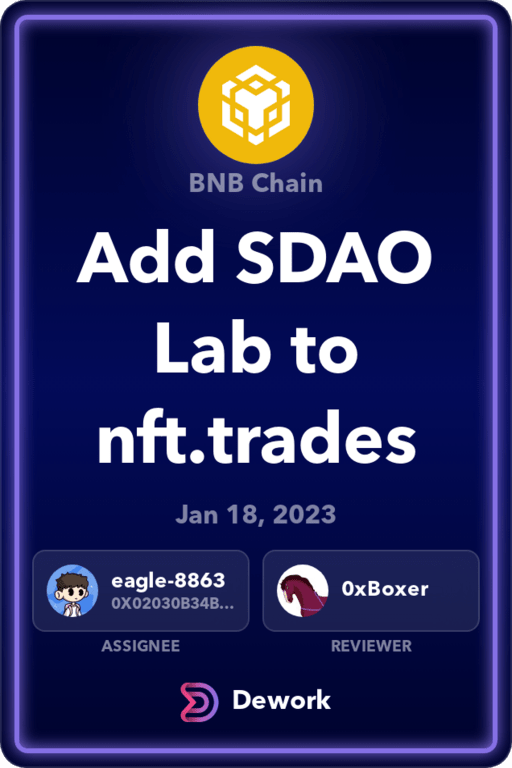 BNB Chain
Add SDAO
Lab to
nft.trades
Jan 18, 2023
eagle-8863
0X02030B34B...
ASSIGNEE
0xBoxer
REVIEWER
Dework